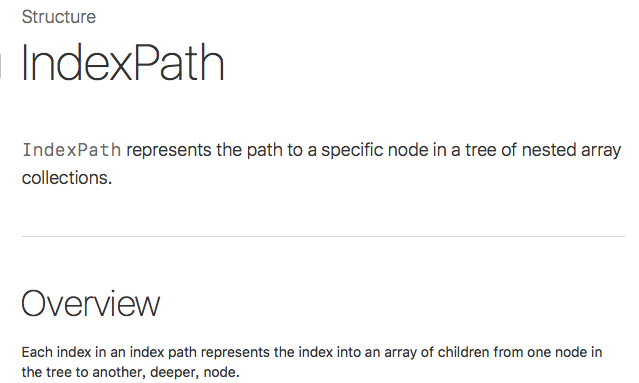 Structure
IndexPath
IndexPath represents the path to a specific node in a tree of nested array
collections.
Overview
Each index in an index path represents the index into an array of children from one node in
the tree to another, deeper, node.